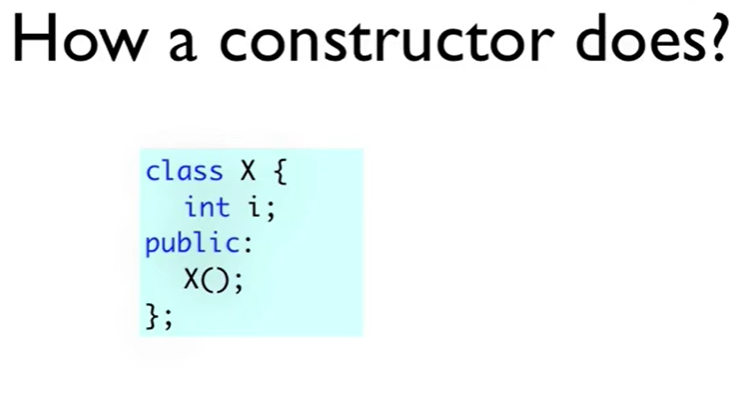 How a constructor does?
class X {
int i;
public:
X();
};